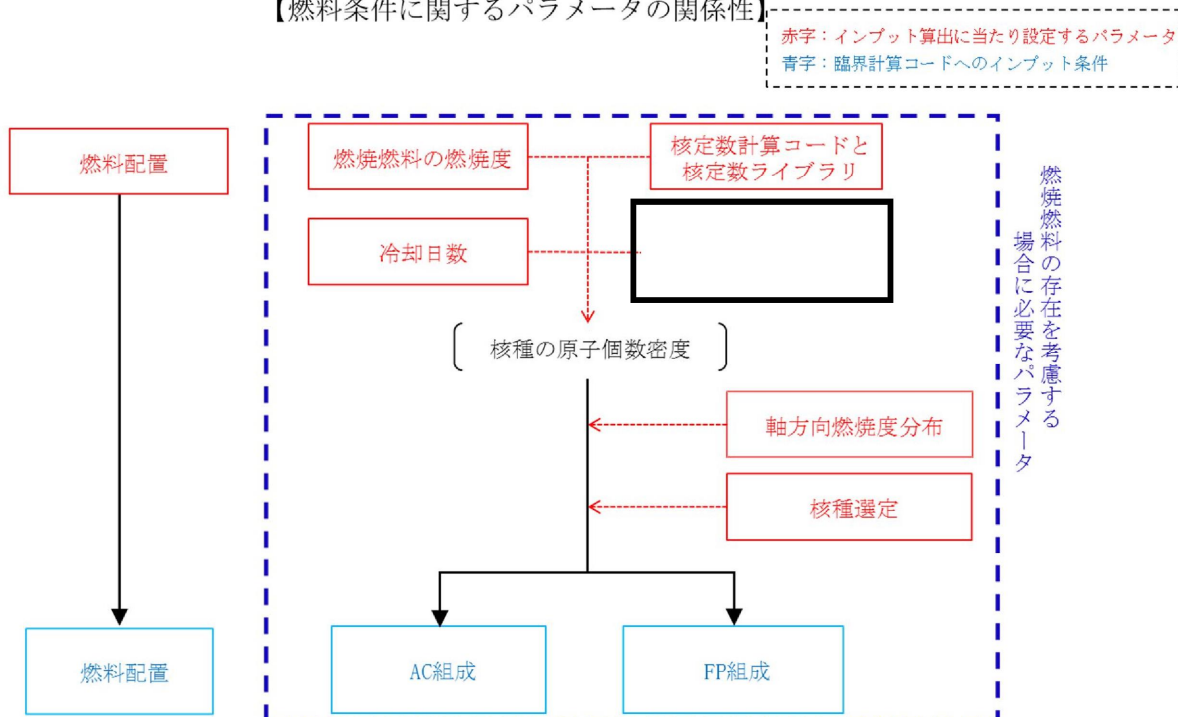 【燃料条件に関するパラメータの関係性】
赤字：インプット算出に当たり設定するパラメータ
青字：臨界計算コードへのインプット条件
燃料配置
燃焼燃料の燃焼度
核定数計算コードと
核定数ライブラリ
冷却日数
核種の原子個数密度
軸方向燃焼度分布
核種選定
燃焼燃料の存在を考慮する
場合に必要なパラメータ
燃料配置
AC組成
FP組成